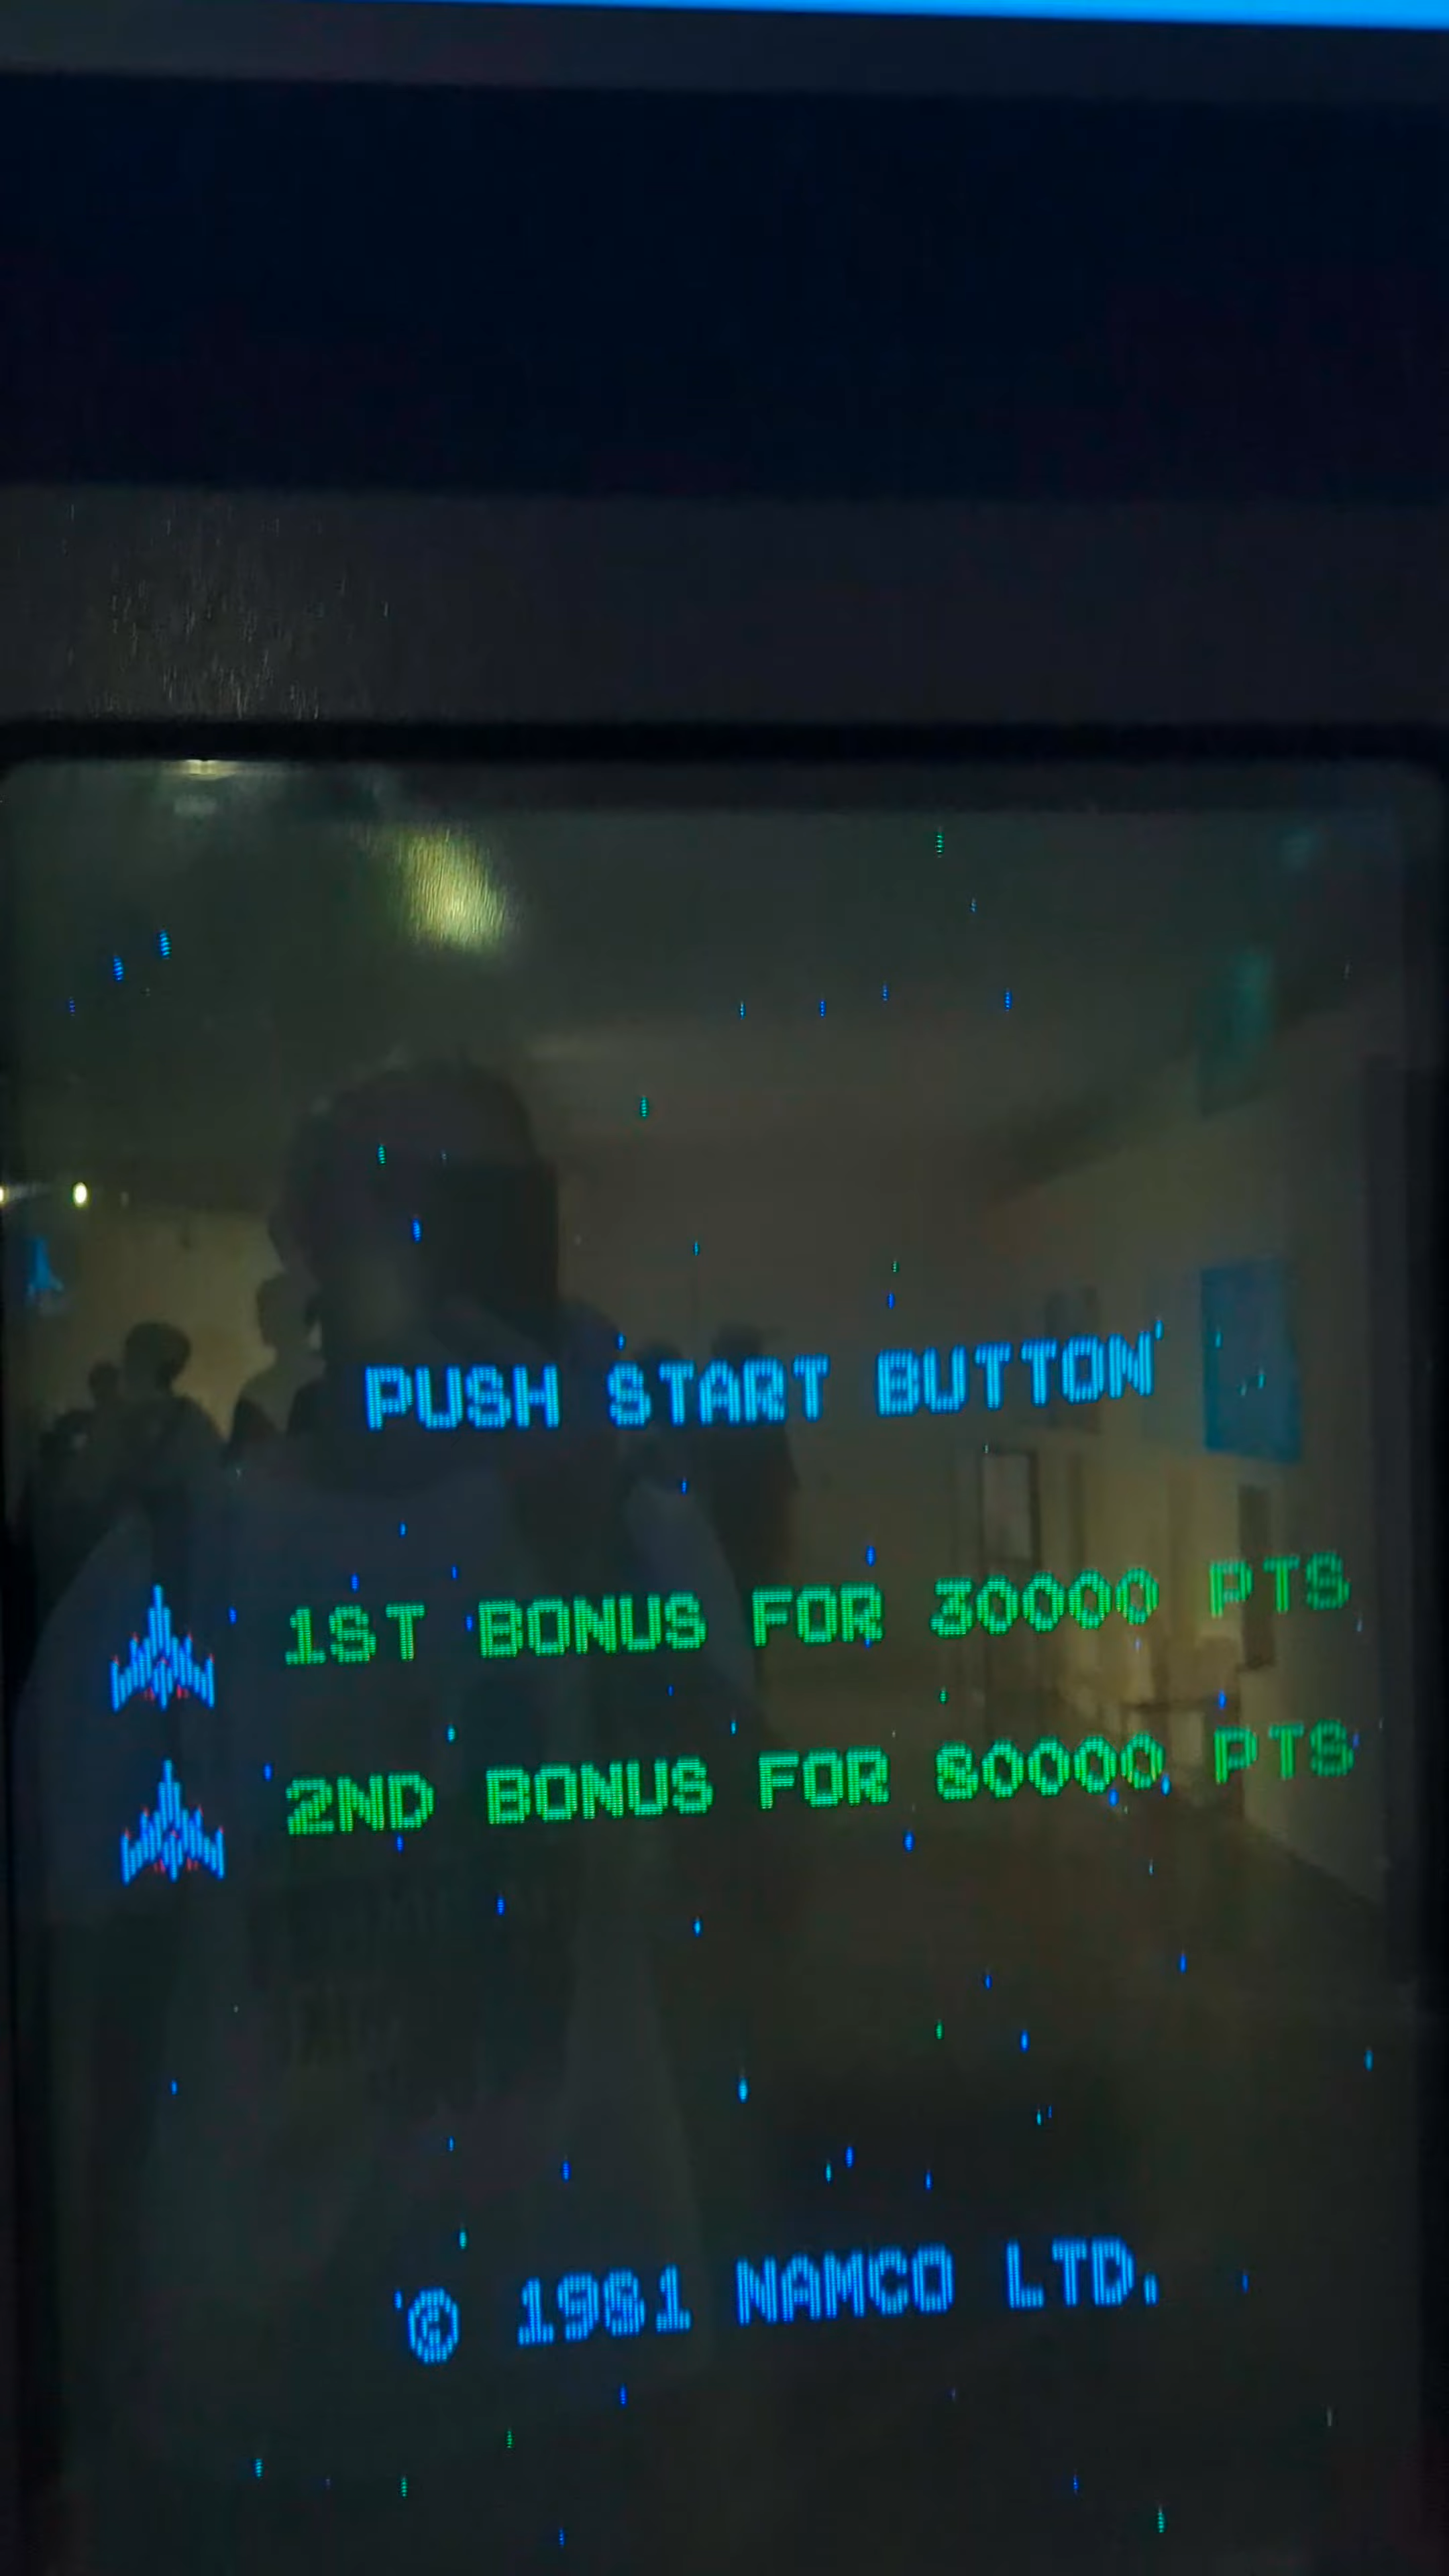 PUSH START BUTTON
1ST BONUS FOR 30000 PTS
2ND BONUS FOR 80000 PTS
© 1981 NAMCO LTD.